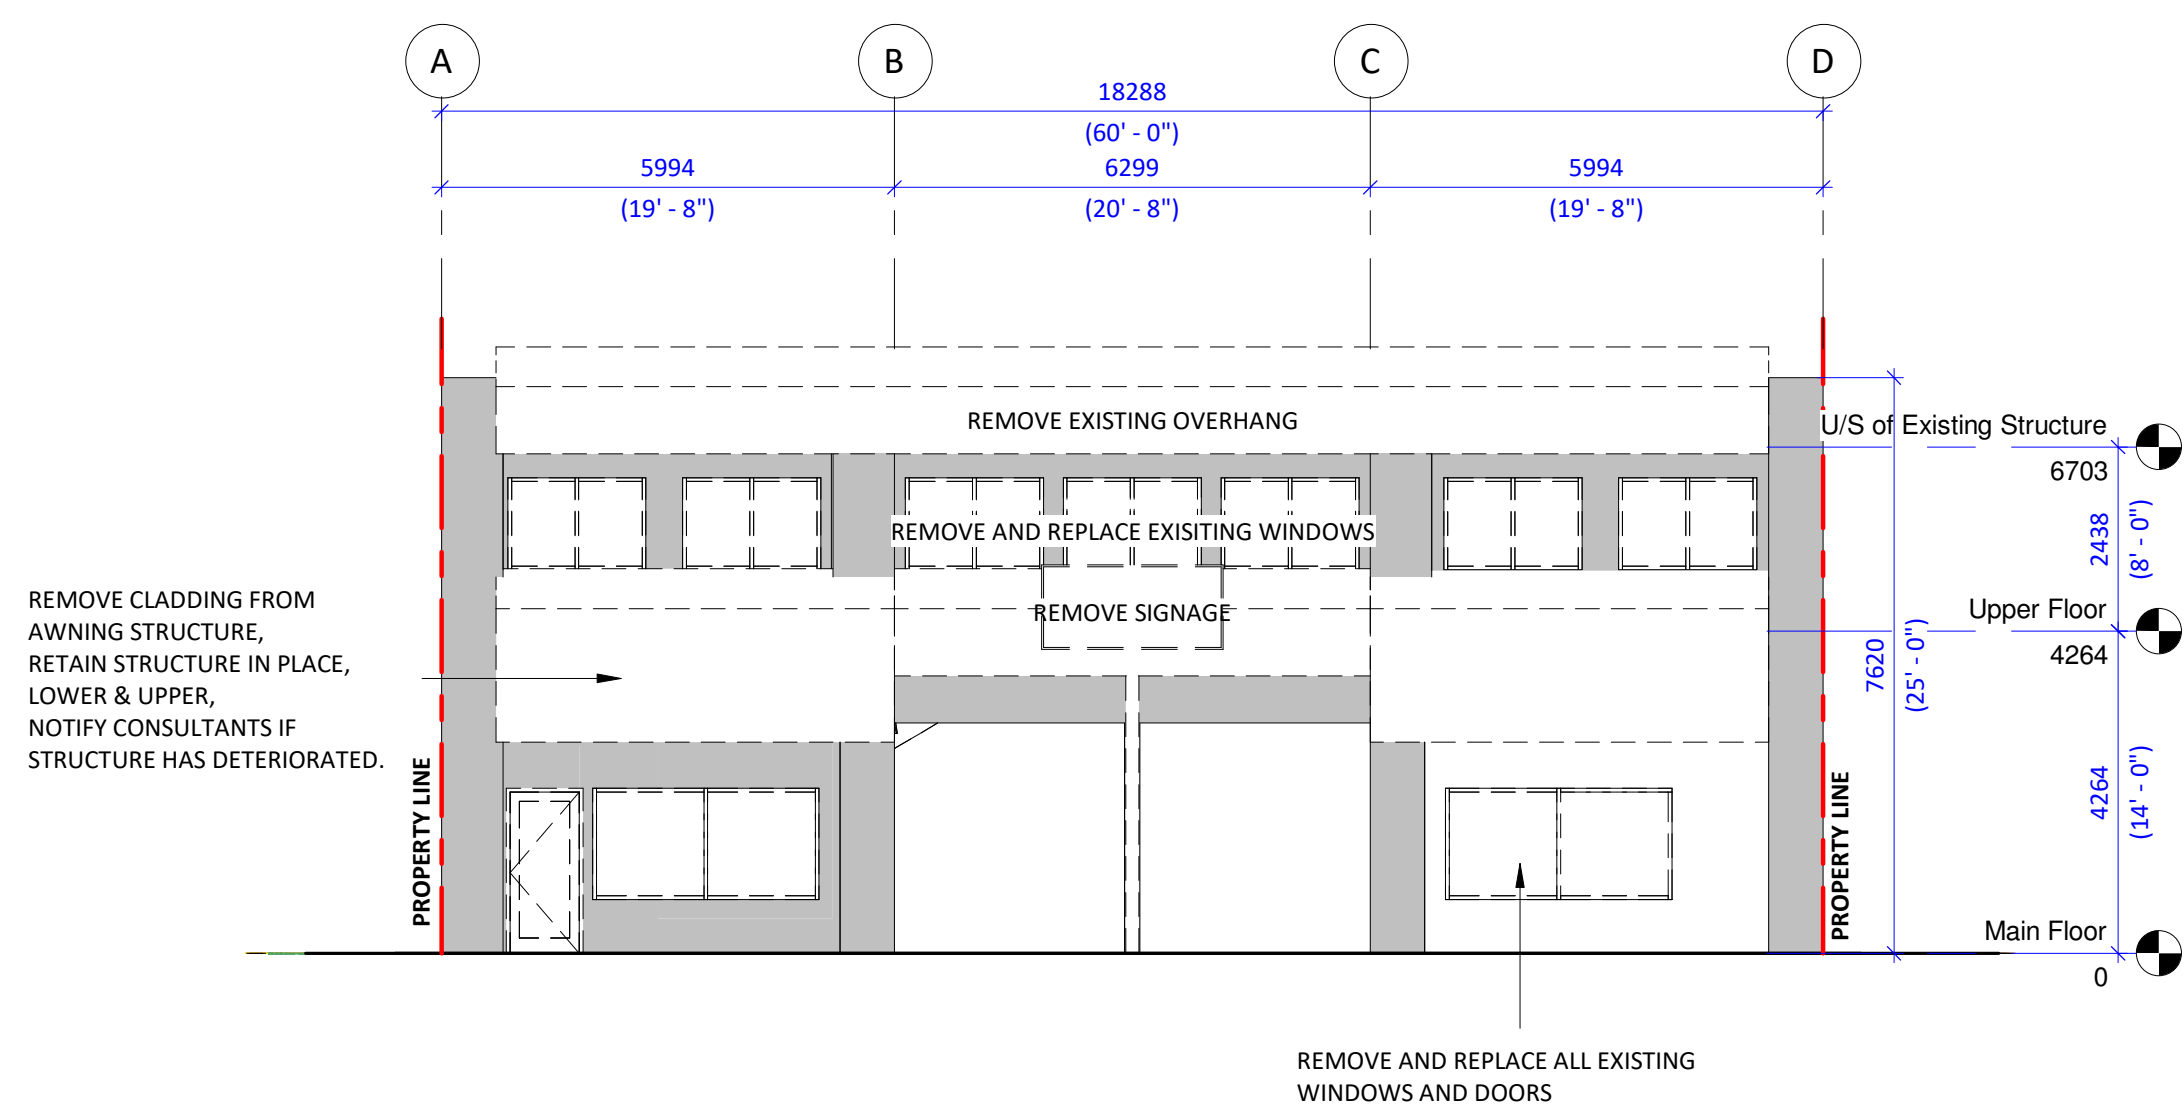 A
B
C
D
18288
(60' - 0")
5994
6299
5994
(19' - 8")
(20' - 8")
(19' - 8")
REMOVE EXISTING OVERHANG
U/S of Existing Structure
6703
REMOVE AND REPLACE EXISITING WINDOWS
2438
(8' - 0")
REMOVE CLADDING FROM
AWNING STRUCTURE,
RETAIN STRUCTURE IN PLACE,
LOWER & UPPER,
NOTIFY CONSULTANTS IF
STRUCTURE HAS DETERIORATED.
REMOVE SIGNAGE
Upper Floor
4264
7620
(25' - 0")
4264
(14' - 0")
PROPERTY LINE
PROPERTY LINE
Main Floor
0
REMOVE AND REPLACE ALL EXISTING
WINDOWS AND DOORS